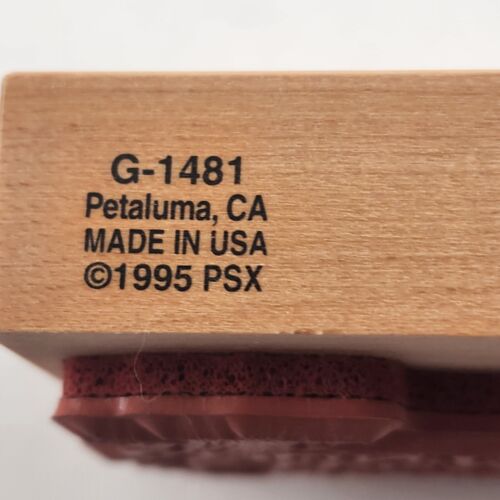 G-1481
Petaluma, CA
MADE IN USA
©1995 PSX